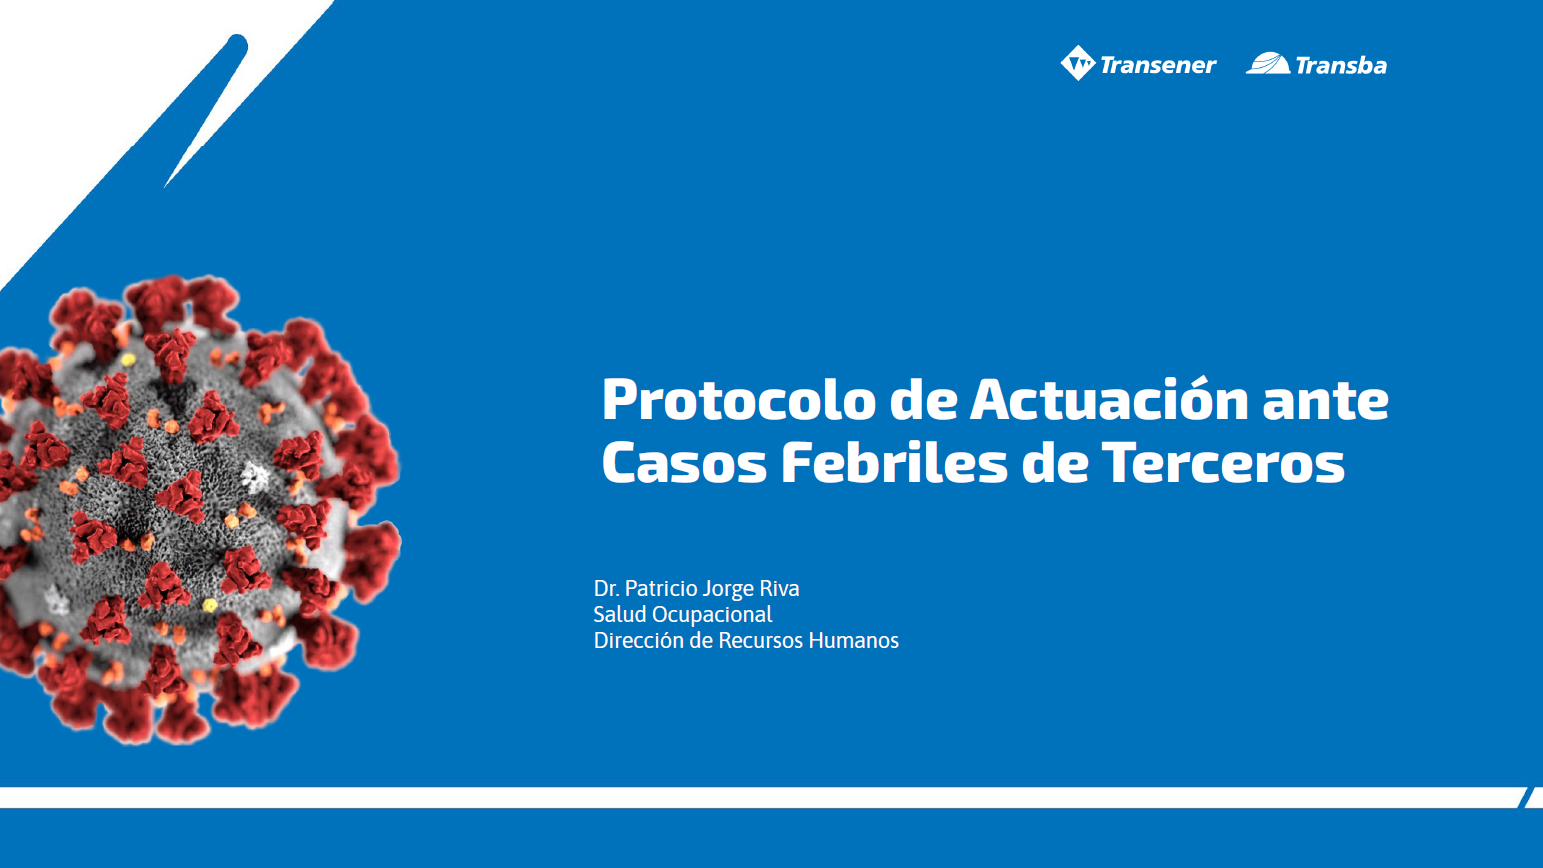 Transener Transba
Protocolo de Actuación ante
Casos Febriles de Terceros
Dr. Patricio Jorge Riva
Salud Ocupacional
Dirección de Recursos Humanos